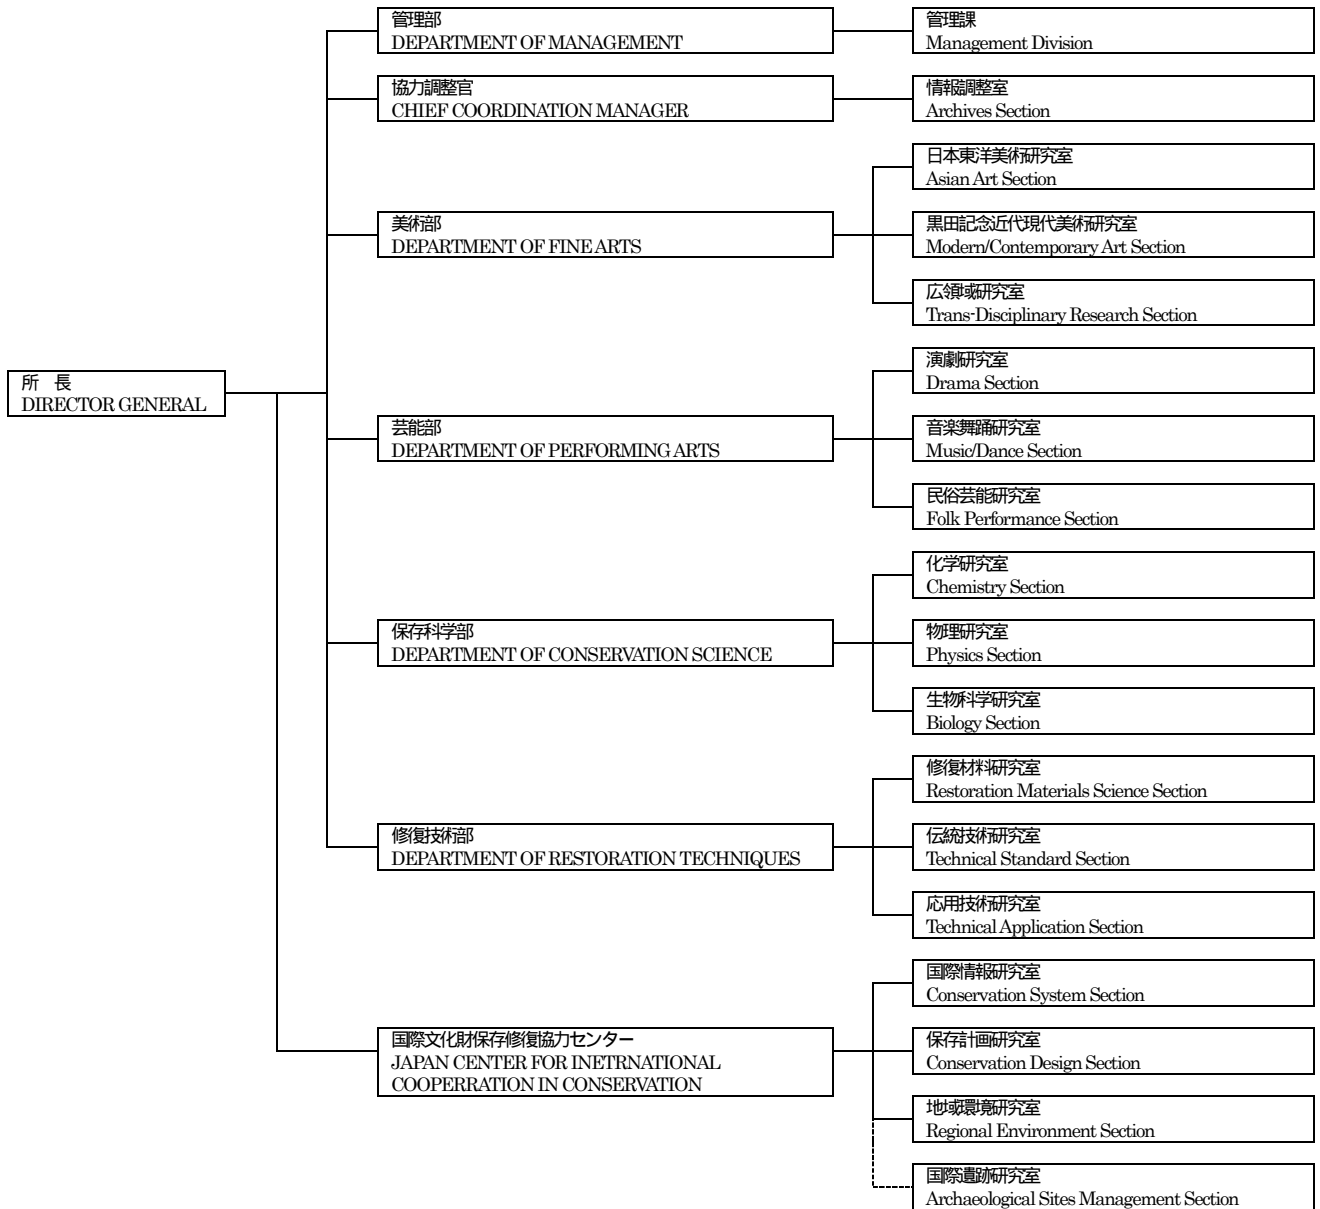 管理部
DEPARTMENT OF MANAGEMENT
管理課
Management Division
協力調整官
CHIEF COORDINATION MANAGER
情報調整室
Archives Section
日本東洋美術研究室
Asian Art Section
美術部
DEPARTMENT OF FINE ARTS
黒田記念近代現代美術研究室
Modern/Contemporary Art Section
広領域研究室
Trans-Disciplinary Research Section
所　長
DIRECTOR GENERAL
演劇研究室
Drama Section
芸能部
DEPARTMENT OF PERFORMING ARTS
音楽舞踊研究室
Music/Dance Section
民俗芸能研究室
Folk Performance Section
化学研究室
Chemistry Section
保存科学部
DEPARTMENT OF CONSERVATION SCIENCE
物理研究室
Physics Section
生物科学研究室
Biology Section
修復材料研究室
Restoration Materials Science Section
修復技術部
DEPARTMENT OF RESTORATION TECHNIQUES
伝統技術研究室
Technical Standard Section
応用技術研究室
Technical Application Section
国際情報研究室
Conservation System Section
国際文化財保存修復協力センター
JAPAN CENTER FOR INETRNATIONAL
COOPERRATION IN CONSERVATION
保存計画研究室
Conservation Design Section
地域環境研究室
Regional Environment Section
国際遺跡研究室
Archaeological Sites Management Section